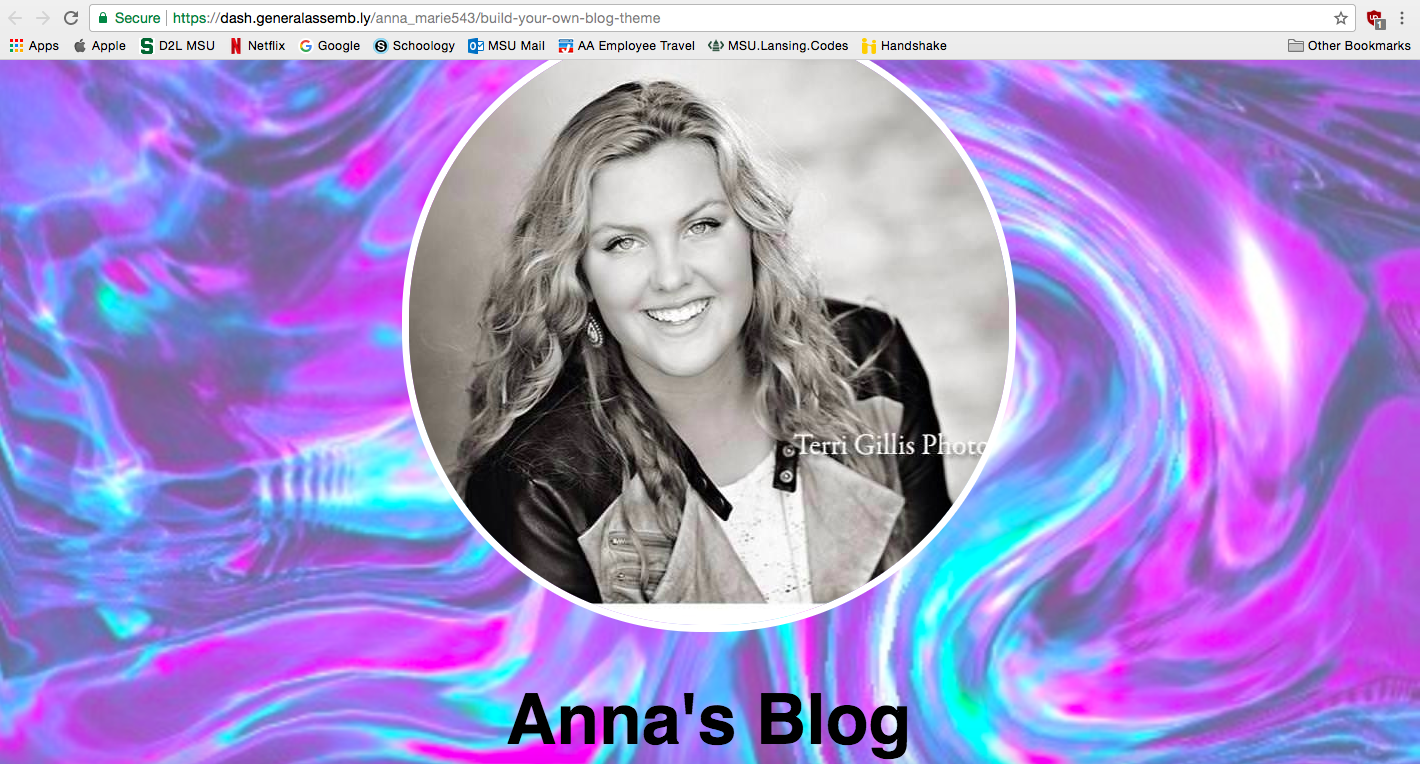 Secure https://dash.generalassemb.ly/anna_marie543/build-your-own-blog-theme
Apps Apple D2L MSU Netflix Google Schoology MSU Mail AA Employee Travel MSU.Lansing.Codes Handshake Other Bookmarks
Terri Gillis Photo
Anna's Blog